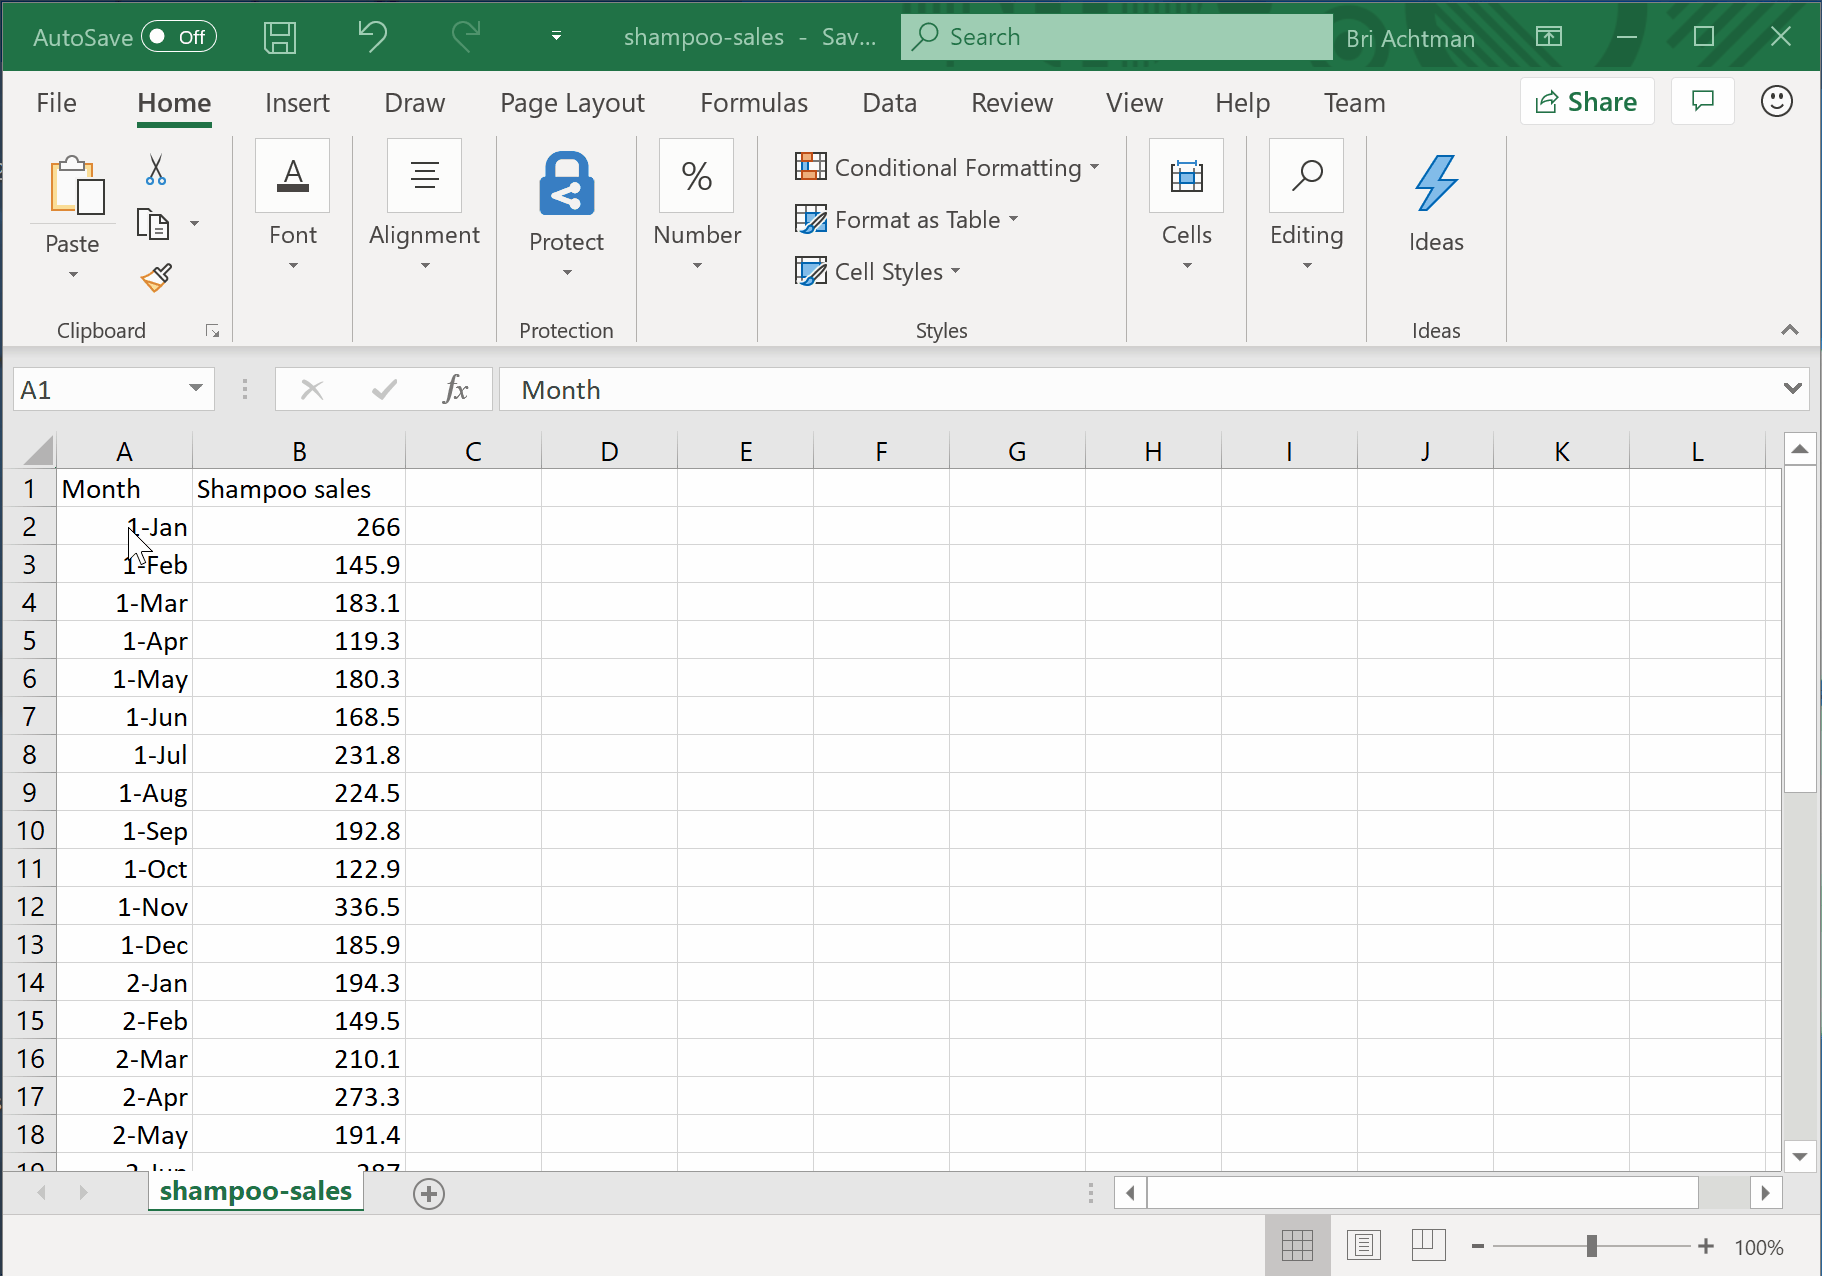 AutoSave Off shampoo-sales - Sav... Search Bri Achtman
File Home Insert Draw Page Layout Formulas Data Review View Help Team Share
Paste Font Alignment Protect % Number Conditional Formatting Format as Table Cell Styles Cells Editing Ideas
Clipboard Protection Styles Ideas
A1 fx Month
A B C D E F G H I J K L
1 Month Shampoo sales
2 1-Jan 266
3 1-Feb 145.9
4 1-Mar 183.1
5 1-Apr 119.3
6 1-May 180.3
7 1-Jun 168.5
8 1-Jul 231.8
9 1-Aug 224.5
10 1-Sep 192.8
11 1-Oct 122.9
12 1-Nov 336.5
13 1-Dec 185.9
14 2-Jan 194.3
15 2-Feb 149.5
16 2-Mar 210.1
17 2-Apr 273.3
18 2-May 191.4
19 2-Jun 287
shampoo-sales
100%